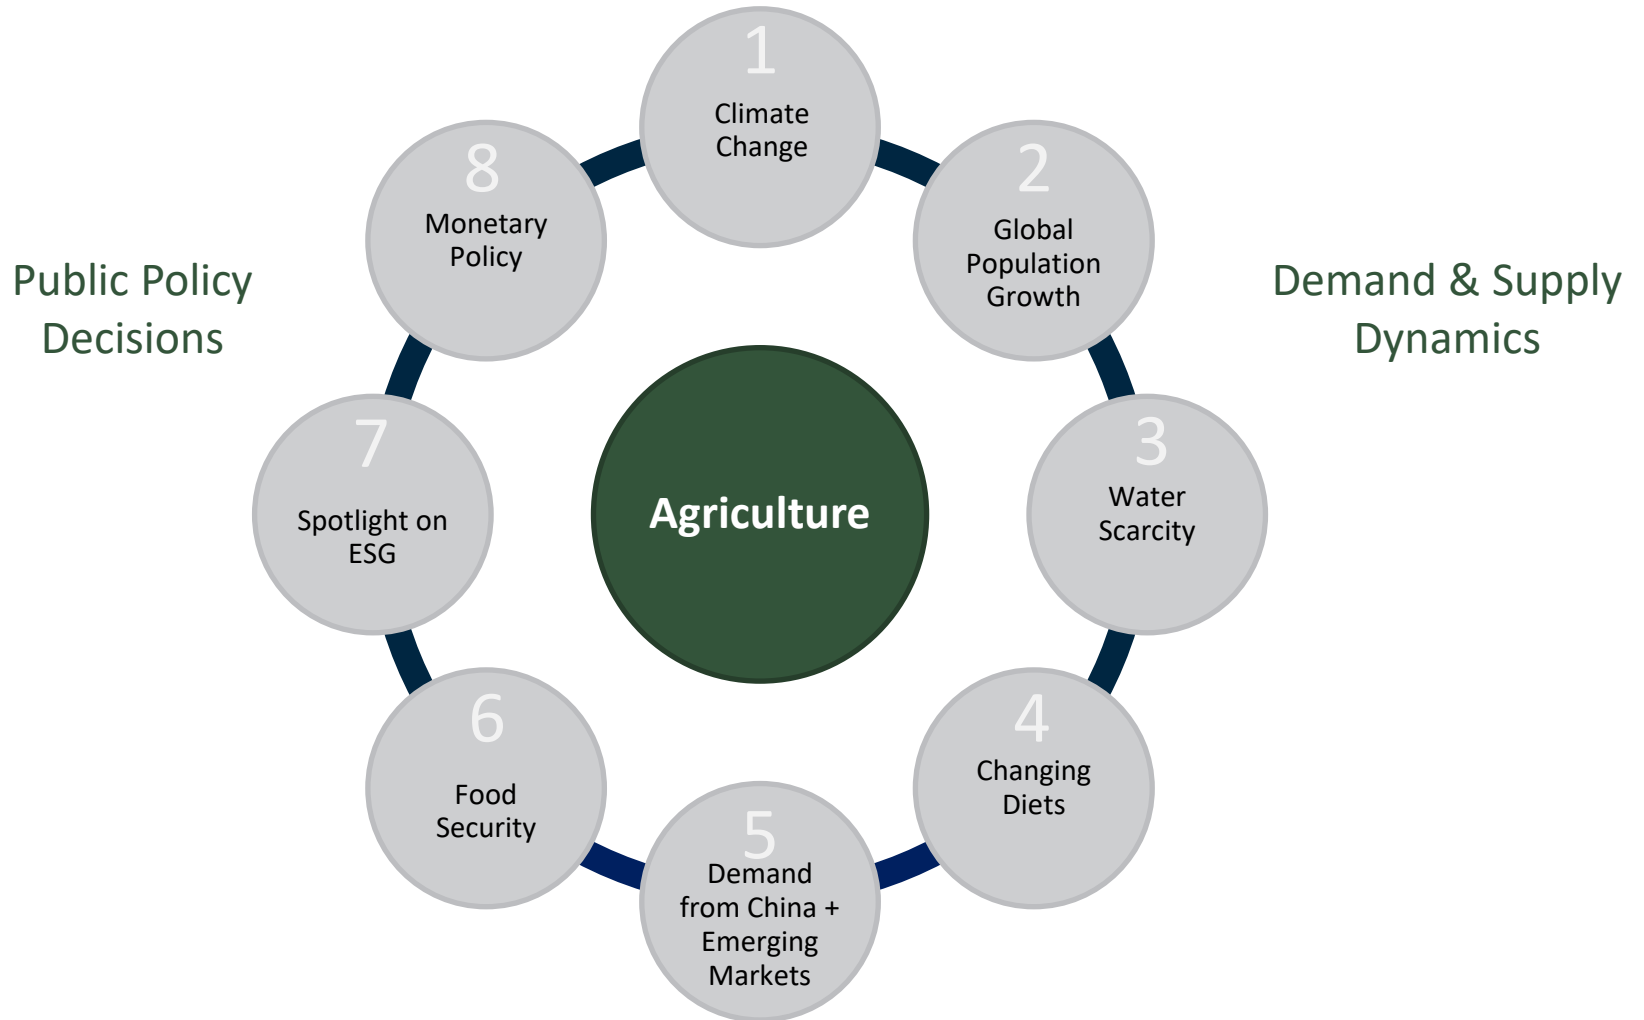 1
Climate
Change
2
Global
Population
Growth
3
Water
Scarcity
4
Changing
Diets
5
Demand
from China +
Emerging
Markets
6
Food
Security
7
Spotlight on
ESG
8
Monetary
Policy
Agriculture
Public Policy
Decisions
Demand & Supply
Dynamics